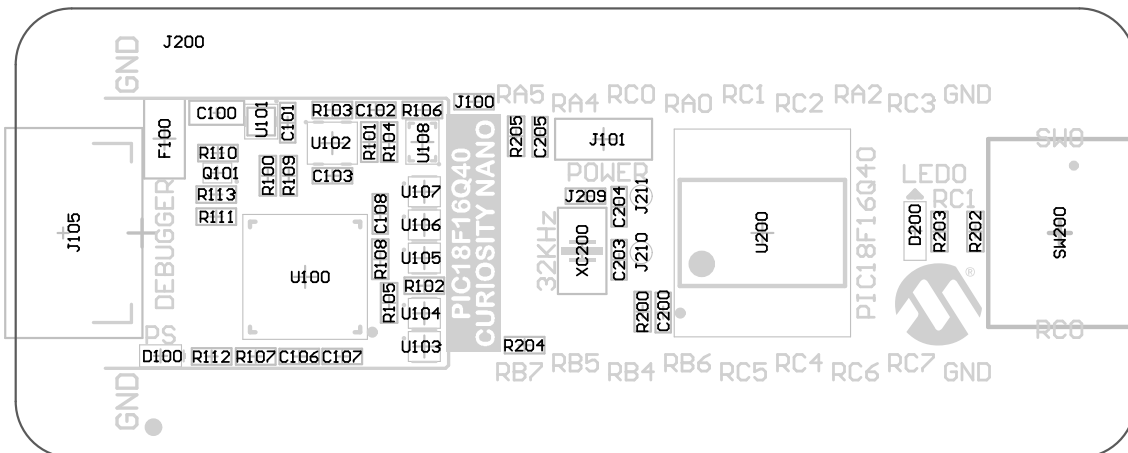 GND
J200
J100
RA5
RA4
RC0
RA0
RC1
RC2
RA2
RC3
GND
C100
U101
C101
R103
C102
R106
F100
U102
R101
R104
U108
R205
C205
J101
R110
Q101
R100
R109
C103
POWER
SW0
R113
R111
DEBUGGER
J105
C108
U107
U106
U105
R108
U100
R102
R105
U104
U103
PIC18F16Q40
CURIOSITY NANO
J209
C204
J211
32KHz
XC200
C203
J210
U200
PIC18F16Q40
LED0
RC1
D200
R203
R202
SW200
®
R200
C200
RC0
PS
D100
R112
R107
C106
C107
R204
GND
RB7
RB5
RB4
RB6
RC5
RC4
RC6
RC7
GND